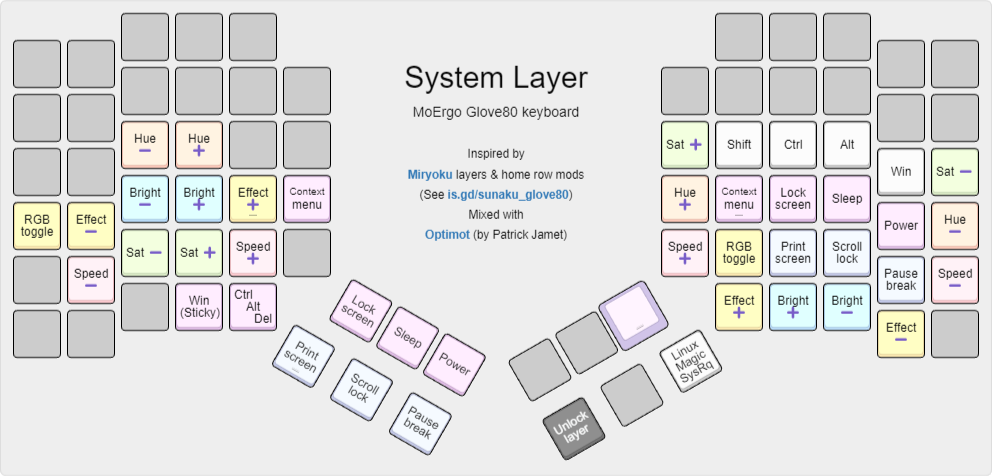 System Layer
MoErgo Glove80 keyboard
Inspired by
Miryoku layers & home row mods
(See is.gd/sunaku_glove80)
Mixed with
Optimot (by Patrick Jamet)
Hue
−
Hue
+
Bright
−
Bright
+
Effect
+
Context
menu
RGB
toggle
Effect
−
Sat −
Sat +
Speed
+
Speed
−
Win
(Sticky)
Ctrl
Alt
Del
Lock
screen
Sleep
Power
Print
screen
Scroll
lock
Pause
break
Sat +
Shift
Ctrl
Alt
Win
Sat −
Hue
+
Context
menu
Lock
screen
Sleep
Power
Hue
−
Speed
+
RGB
toggle
Print
screen
Scroll
lock
Pause
break
Speed
−
Effect
+
Bright
+
Bright
−
Effect
−
Linux
Magic
SysRq
Unlock
layer